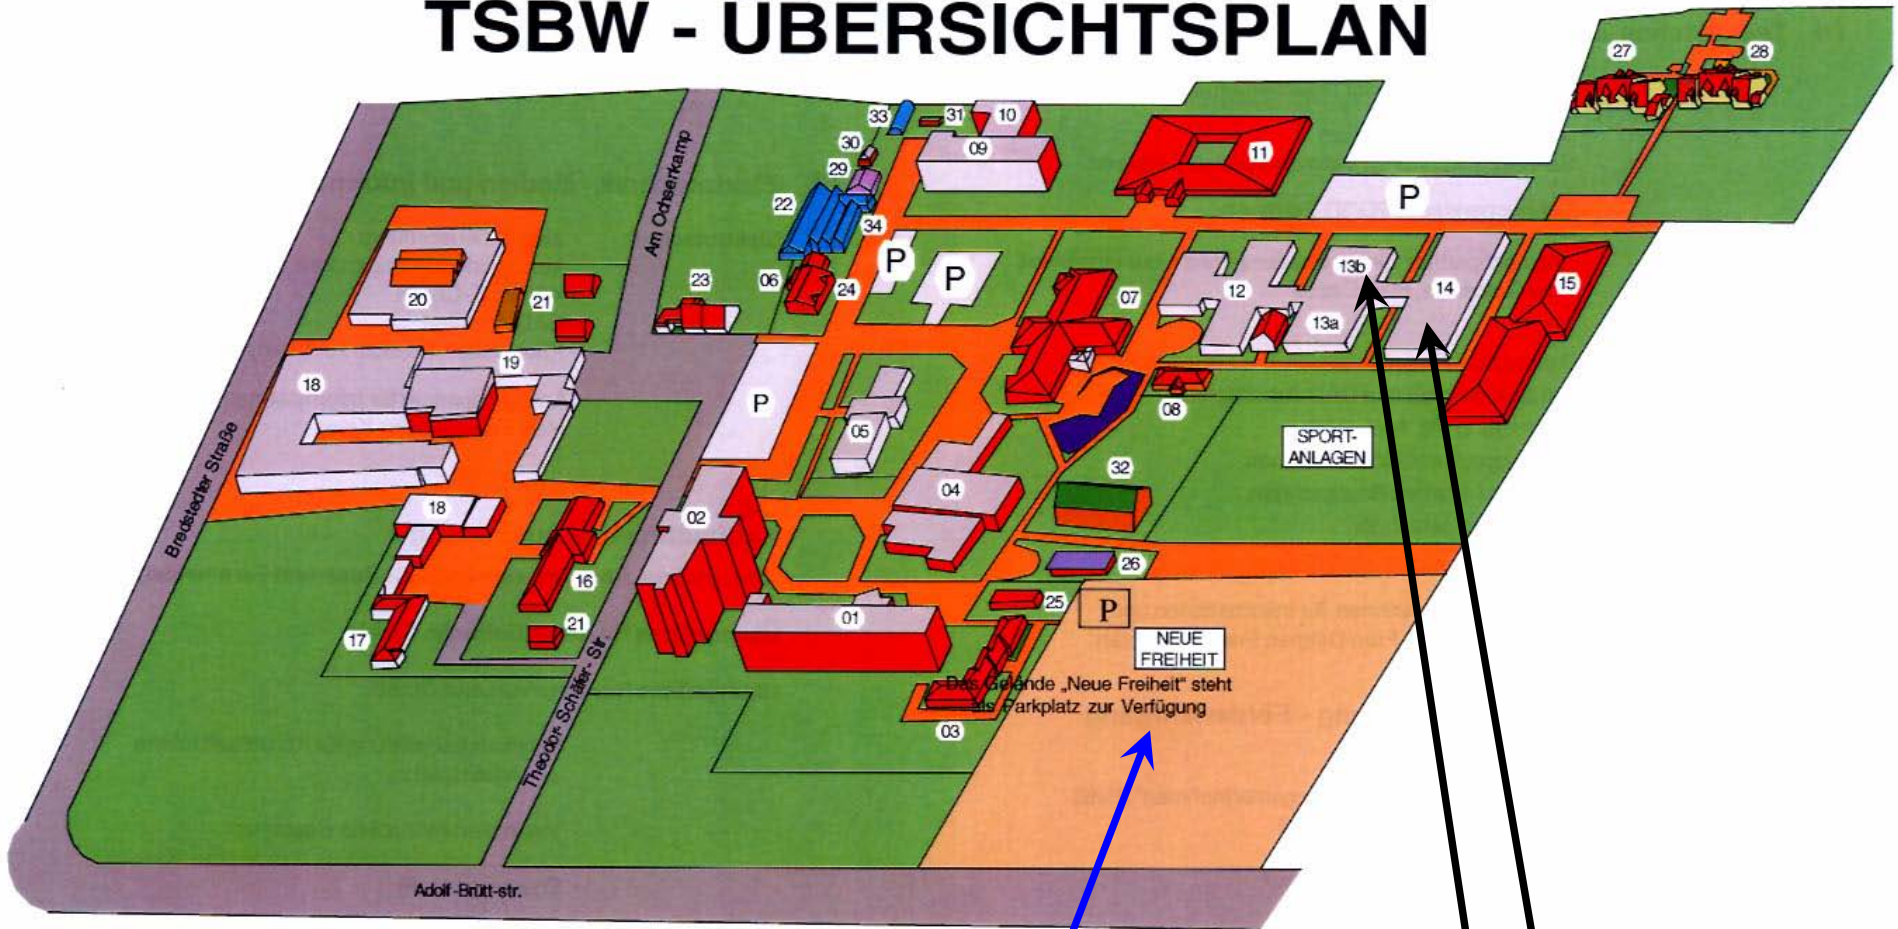 TSBW - ÜBERSICHTSPLAN
27
28
33
31
10
30
09
29
11
22
34
P
P
P
Am Ochserkamp
06
24
23
20
21
07
12
13b
14
15
13a
19
18
P
05
08
SPORT-
ANLAGEN
32
04
Bredstedter Straße
18
02
16
26
25
P
17
21
01
NEUE
FREIHEIT
Das Gelände „Neue Freiheit“ steht
als Parkplatz zur Verfügung
03
Theodor-Schäfer-Str.
Adolf-Brütt-str.